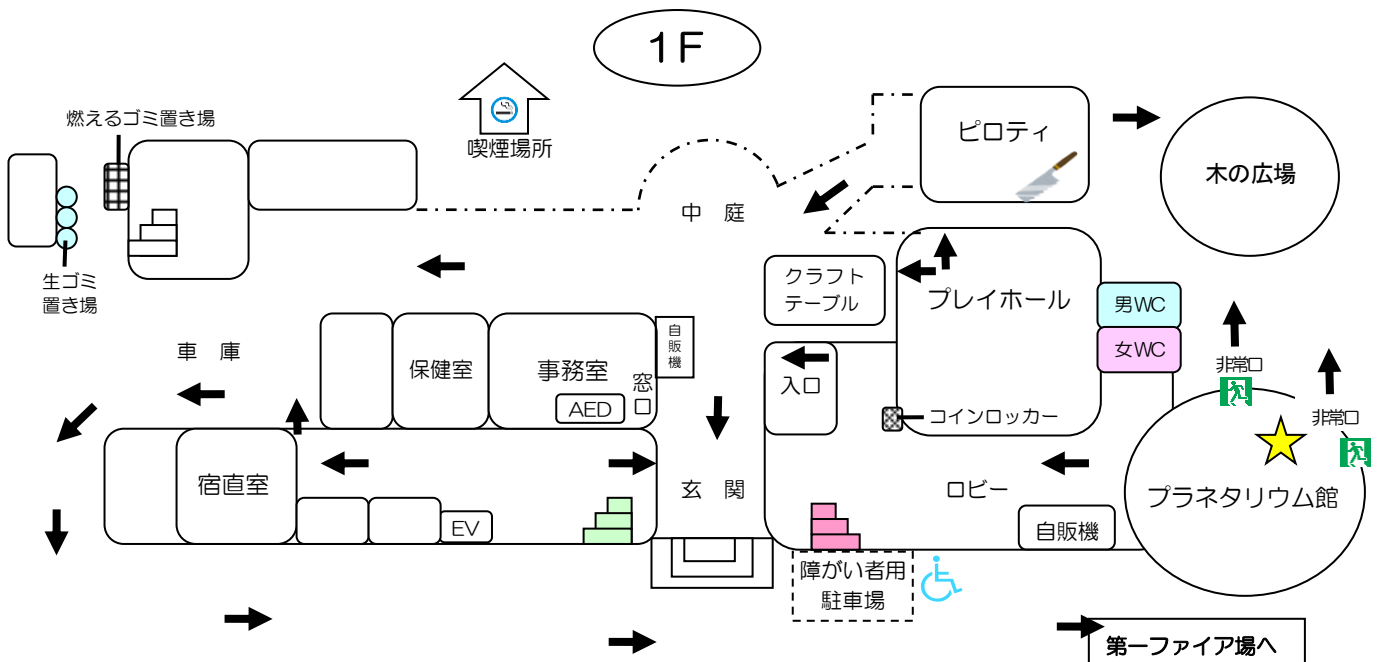 1F
燃えるゴミ置き場
喫煙場所
ピロティ
木の広場
中 庭
生ゴミ
置き場
クラフト
テーブル
プレイホール
男WC
女WC
車 庫
保健室
事務室
窓
口
自
販
機
AED
入口
コインロッカー
非常口
非常口
宿直室
EV
玄 関
ロビー
自販機
プラネタリウム館
障がい者用
駐車場
第一ファイア場へ